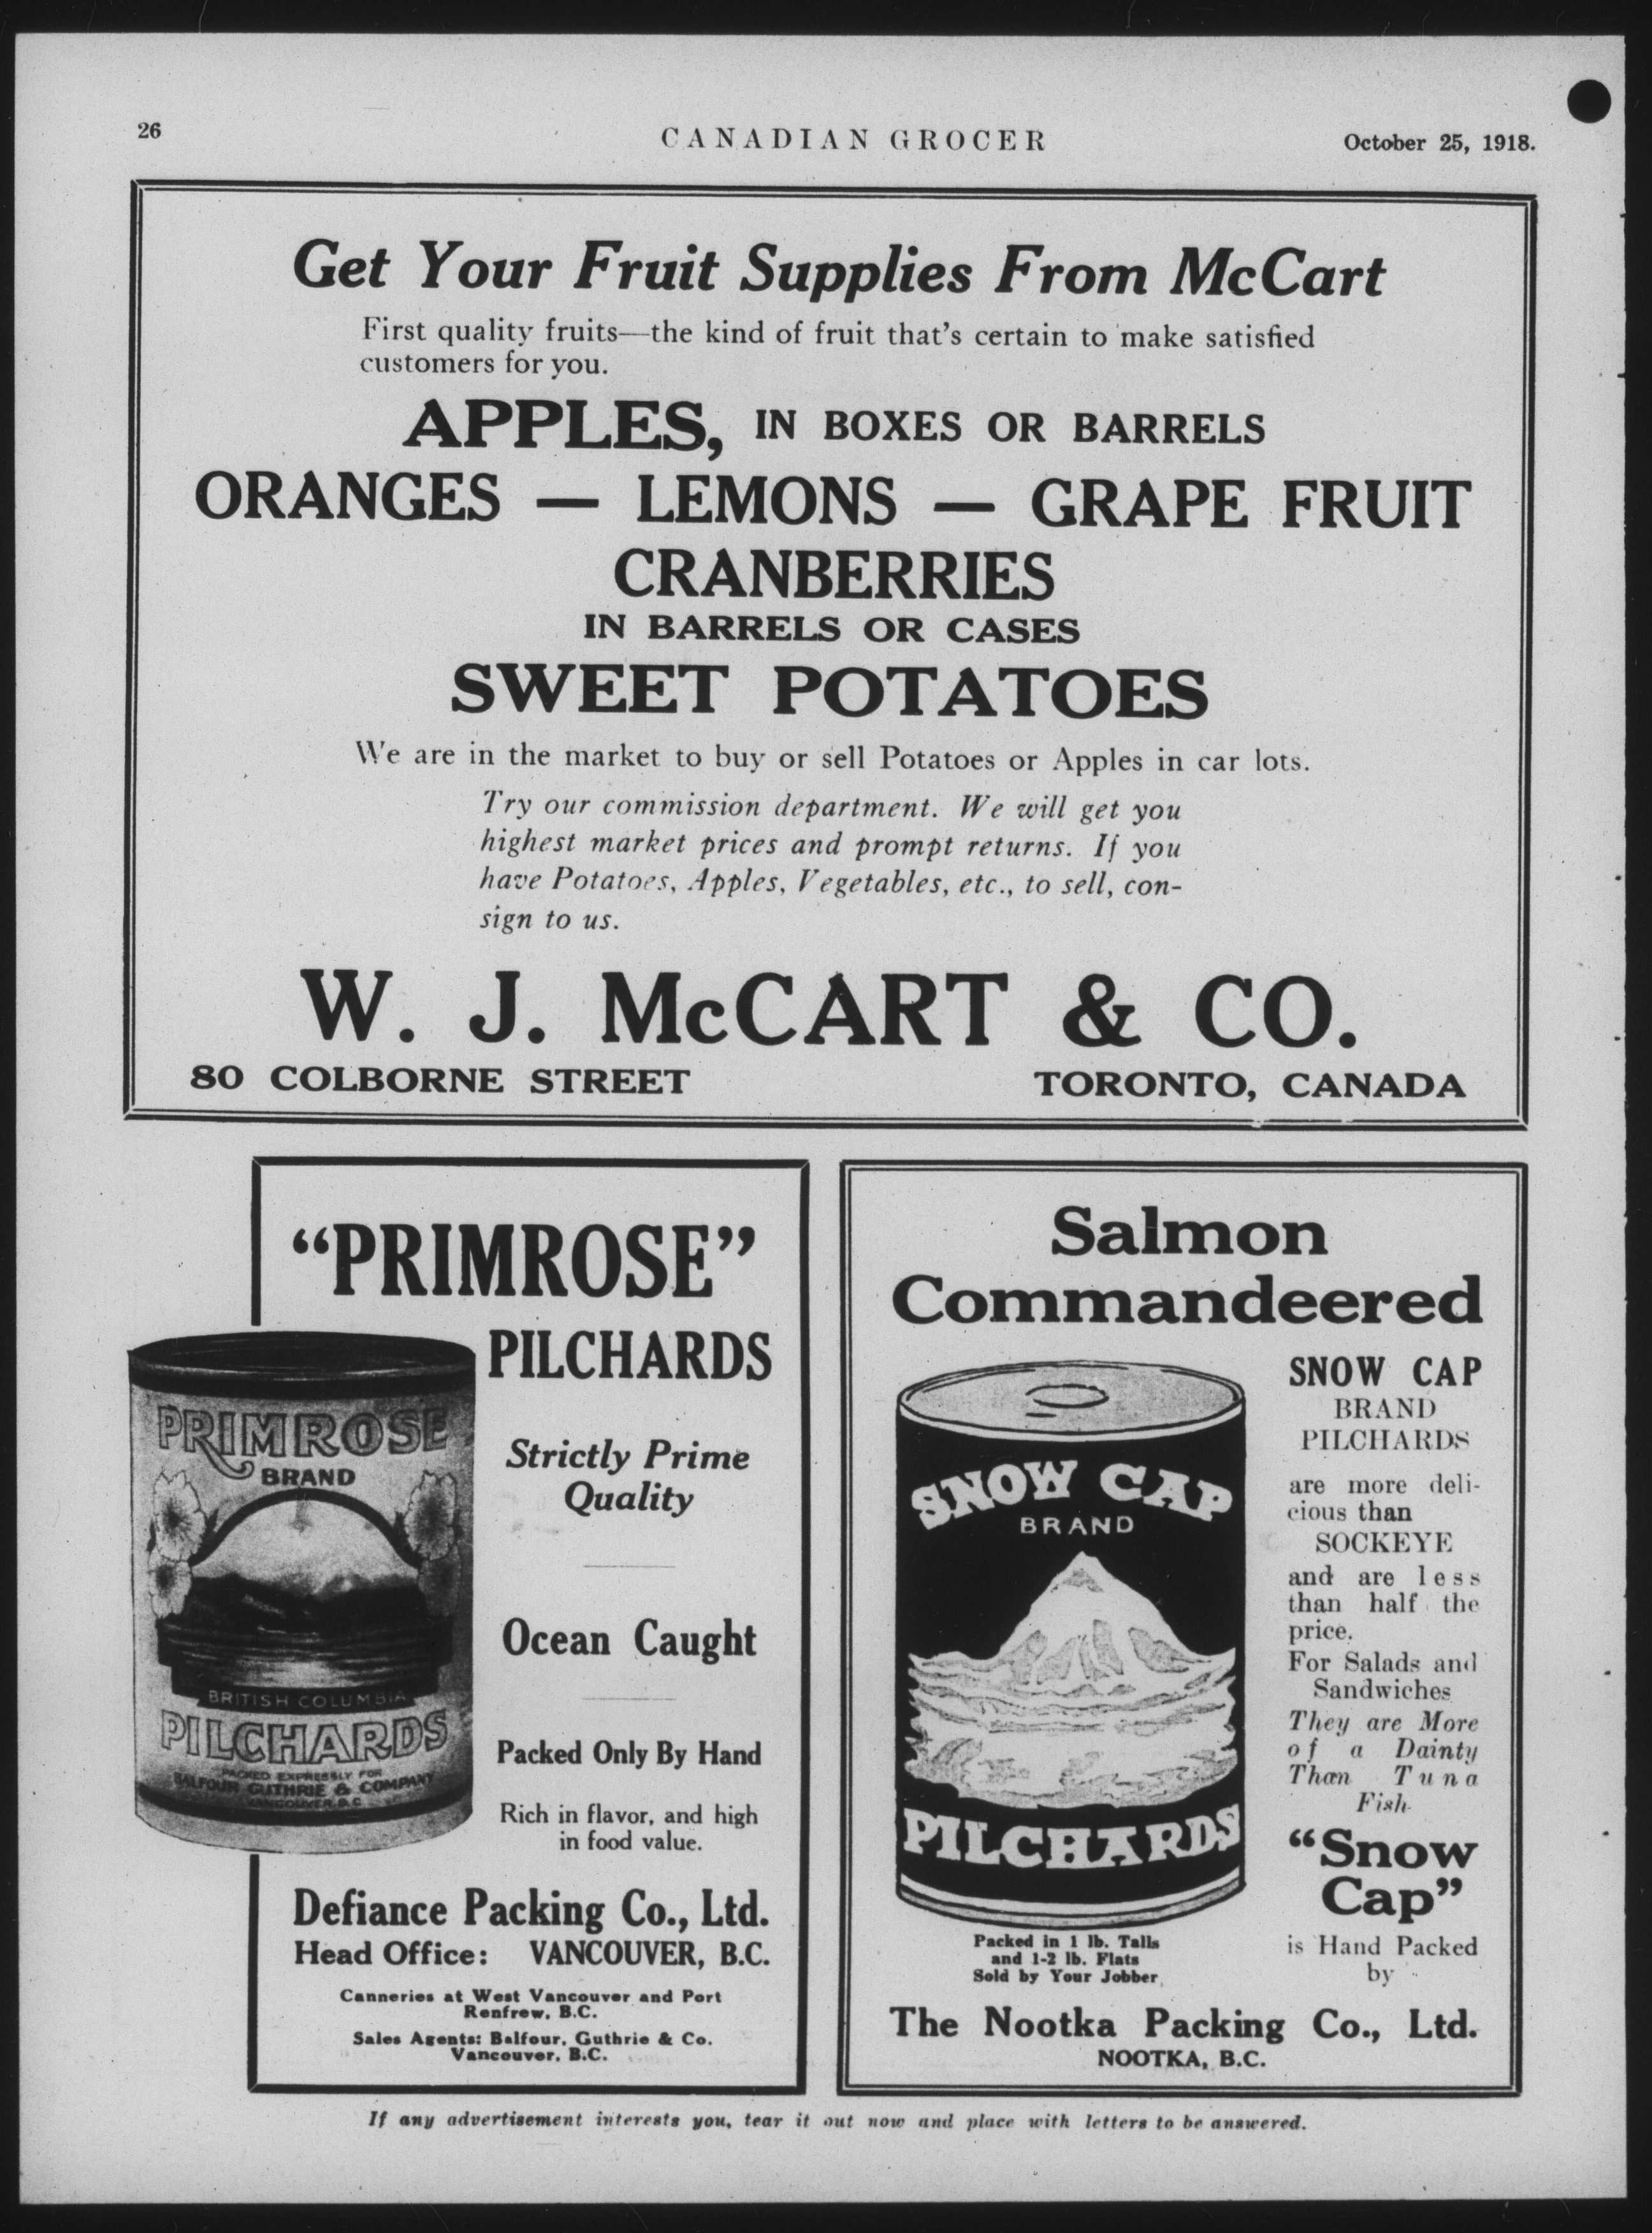 26
CANADIAN GROCER
October 25, 1918.
Get Your Fruit Supplies From McCart
First quality fruits—the kind of fruit that's certain to make satisfied
customers for you.
APPLES, IN BOXES OR BARRELS
ORANGES — LEMONS — GRAPE FRUIT
CRANBERRIES
IN BARRELS OR CASES
SWEET POTATOES
We are in the market to buy or sell Potatoes or Apples in car lots.
Try our commission department. We will get you
highest market prices and prompt returns. If you
have Potatoes, Apples, Vegetables, etc., to sell, con-
sign to us.
W. J. McCART & CO.
80 COLBORNE STREET
TORONTO, CANADA
"PRIMROSE"
PILCHARDS
PRIMROSE
BRAND
BRITISH COLUMBIA
PILCHARDS
PACKED EXPRESSLY FOR
BALFOUR GUTHRIE & COMPANY
VANCOUVER B.C.
Strictly Prime
Quality
Ocean Caught
Packed Only By Hand
Rich in flavor, and high
in food value.
Defiance Packing Co., Ltd.
Head Office: VANCOUVER, B.C.
Canneries at West Vancouver and Port
Renfrew, B.C.
Sales Agents: Balfour, Guthrie & Co.
Vancouver, B.C.
Salmon
Commandeered
SNOW CAP
BRAND
PILCHARDS
Packed in 1 lb. Talls
and 1-2 lb. Flats
Sold by Your Jobber
SNOW CAP
BRAND
PILCHARDS
are more deli-
cious than
SOCKEYE
and are less
than half the
price.
For Salads and
Sandwiches
They are More
of a Dainty
Than Tuna
Fish
"Snow
Cap"
is Hand Packed
by
The Nootka Packing Co., Ltd.
NOOTKA, B.C.
If any advertisement interests you, tear it out now and place with letters to be answered.